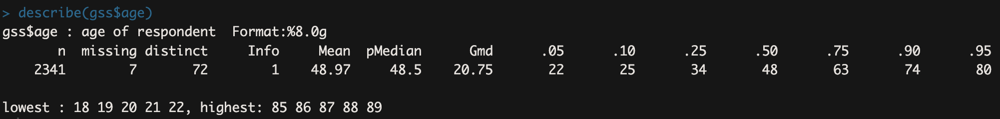 > describe(gss$age)
gss$age : age of respondent  Format:%8.0g
       n  missing distinct     Info     Mean  pMedian      Gmd      .05      .10      .25      .50      .75      .90      .95
    2341        7       72        1    48.97     48.5    20.75       22       25       34       48       63       74       80
lowest : 18 19 20 21 22, highest: 85 86 87 88 89